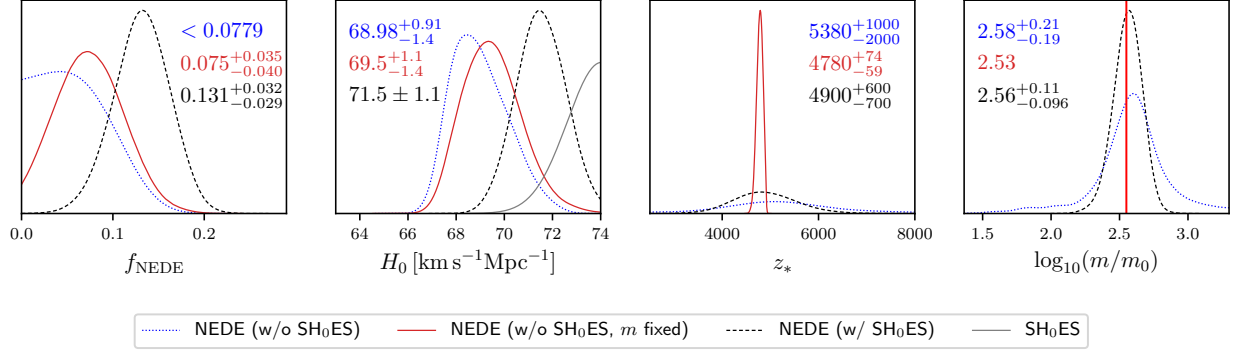 < 0.0779
0.075^{+0.035}_{-0.040}
0.131^{+0.032}_{-0.029}
0.0 0.1 0.2
f_{NEDE}
68.98^{+0.91}_{-1.4}
69.5^{+1.1}_{-1.4}
71.5 ± 1.1
64 66 68 70 72 74
H_0 [km s^{-1}Mpc^{-1}]
5380^{+1000}_{-2000}
4780^{+74}_{-59}
4900^{+600}_{-700}
4000 6000 8000
z_*
2.58^{+0.21}_{-0.19}
2.53
2.56^{+0.11}_{-0.096}
1.5 2.0 2.5 3.0
log_{10}(m/m_0)
NEDE (w/o SH_0ES) NEDE (w/o SH_0ES, m fixed) NEDE (w/ SH_0ES) SH_0ES